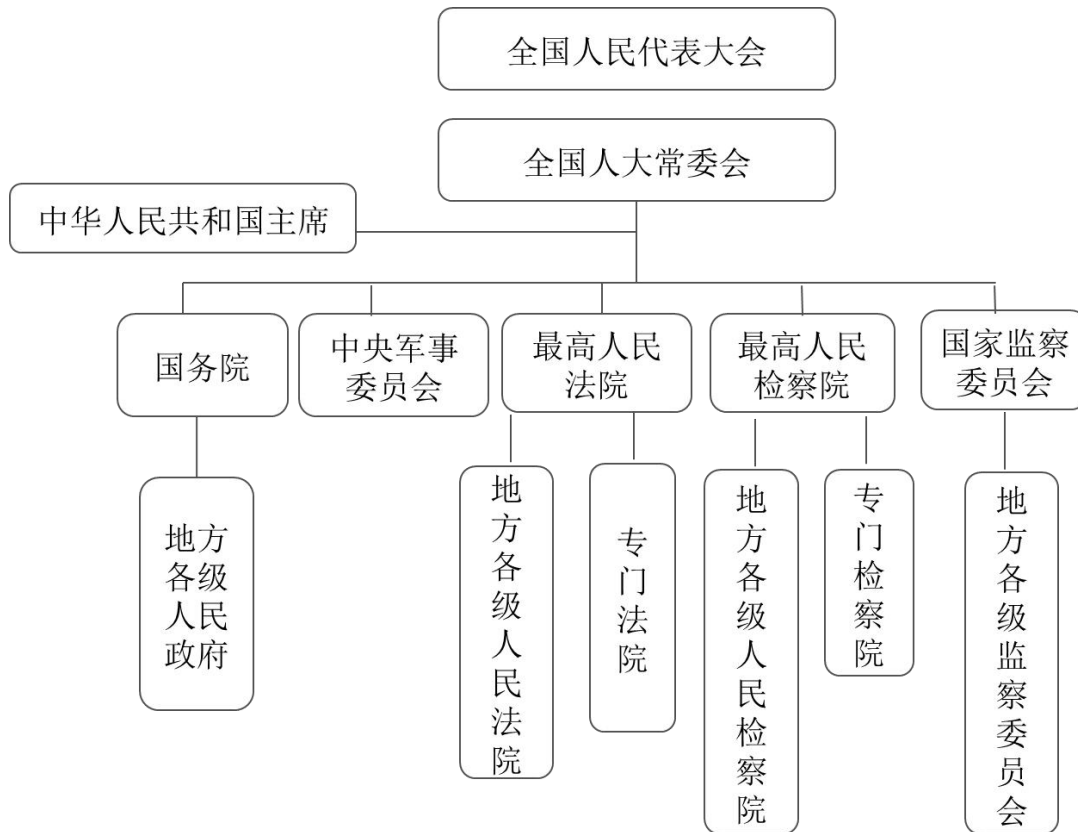 全国人民代表大会
全国人大常委会
中华人民共和国主席
国务院
中央军事
委员会
最高人民
法院
最高人民
检察院
国家监察
委员会
地方
各级
人民
政府
地方各级人民法院
专门法院
地方各级人民检察院
专门检察院
地方各级监察委员会